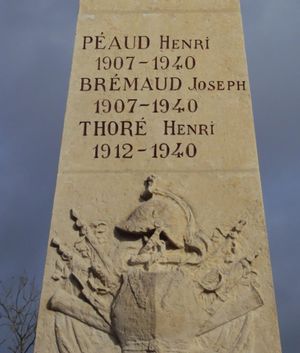 PÉAUD HENRI
1907-1940
BRÉMAUD JOSEPH
1907-1940
THORÉ HENRI
1912-1940